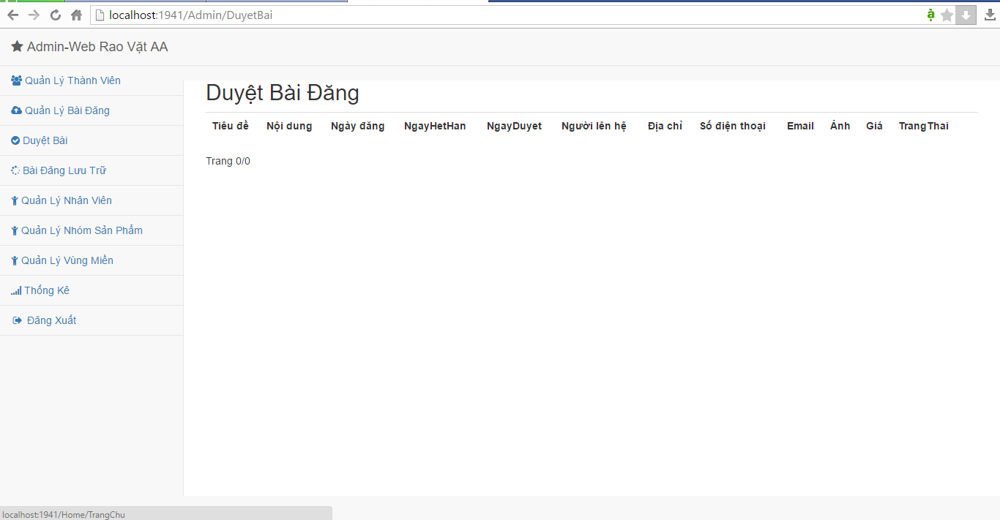 localhost:1941/Admin/DuyetBai
Admin-Web Rao Vặt AA
Quản Lý Thành Viên
Quản Lý Bài Đăng
Duyệt Bài
Bài Đăng Lưu Trữ
Quản Lý Nhân Viên
Quản Lý Nhóm Sản Phẩm
Quản Lý Vùng Miền
Thống Kê
Đăng Xuất
Duyệt Bài Đăng
Tiêu đề Nội dung Ngày đăng NgayHetHan NgayDuyet Người lên hệ Địa chỉ Số điện thoại Email Ảnh Giá TrangThai
Trang 0/0
localhost:1941/Home/TrangChu